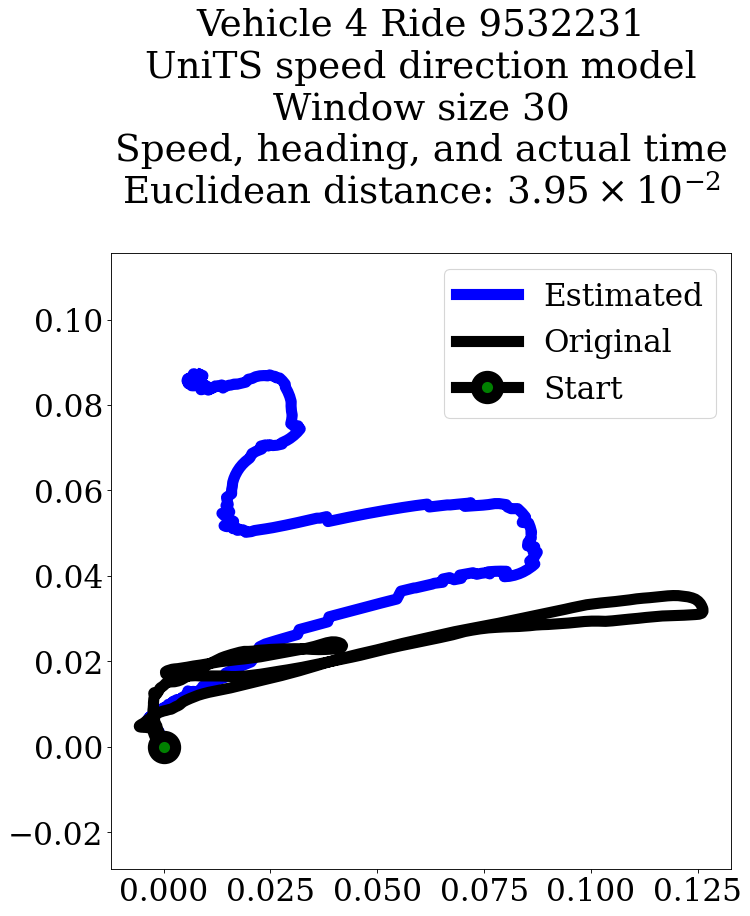 Vehicle 4 Ride 9532231
UniTS speed direction model
Window size 30
Speed, heading, and actual time
Euclidean distance: 3.95 × 10⁻²
Estimated
Original
Start
0.10
0.08
0.06
0.04
0.02
0.00
−0.02
0.000 0.025 0.050 0.075 0.100 0.125